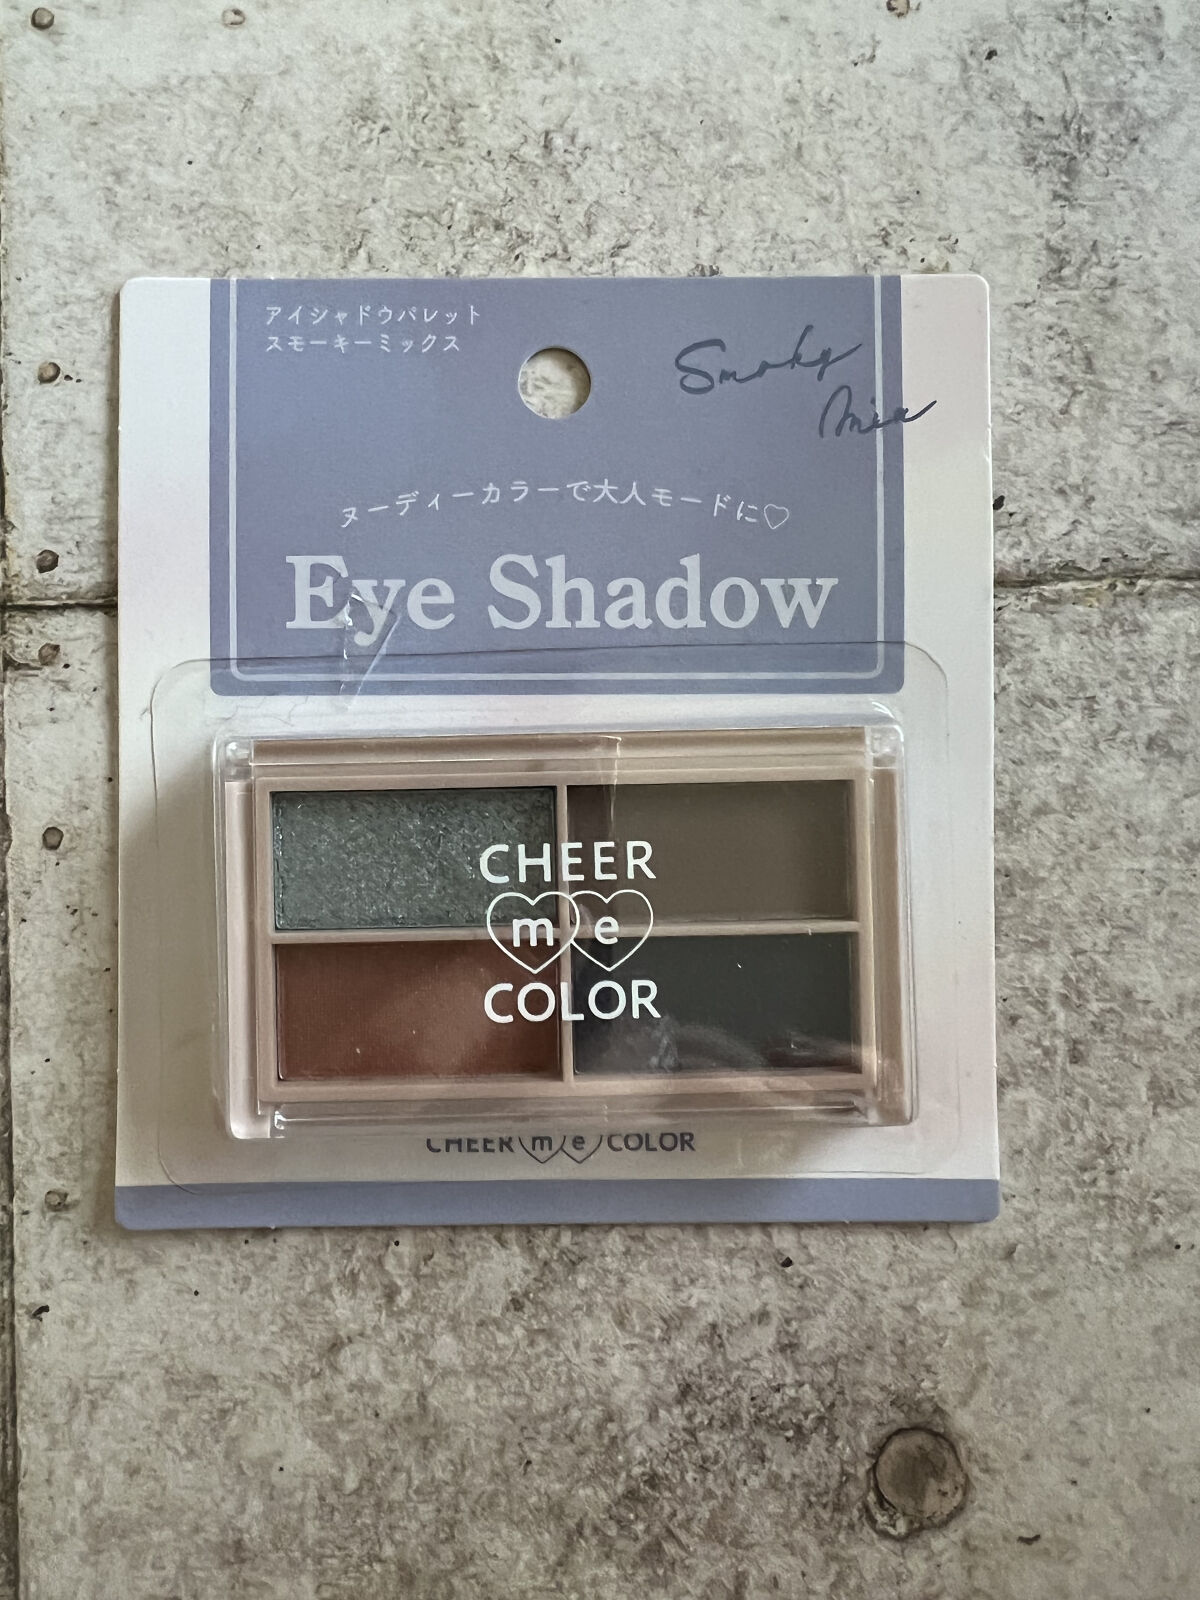 アイシャドウパレット
スモーキーミックス
Smoky
Mix
ヌーディーカラーで大人モードに♡
Eye Shadow
CHEER
me
COLOR
CHEER me COLOR